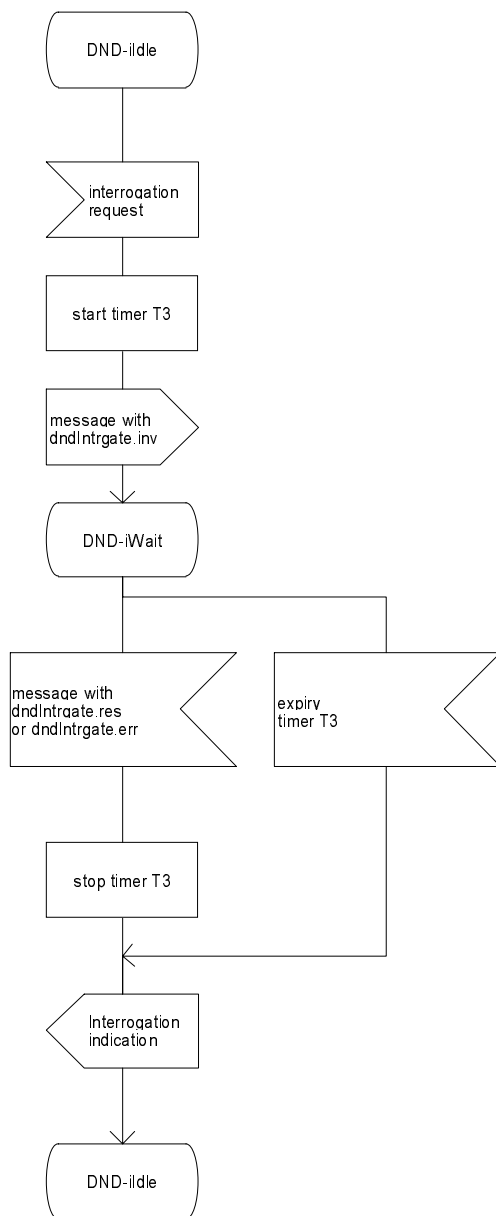 DND-iIdle
interrogation
request
start timer T3
message with
dndIntrgate.inv
DND-iWait
message with
dndIntrgate.res
or dndIntrgate.err
expiry
timer T3
stop timer T3
Interrogation
indication
DND-iIdle